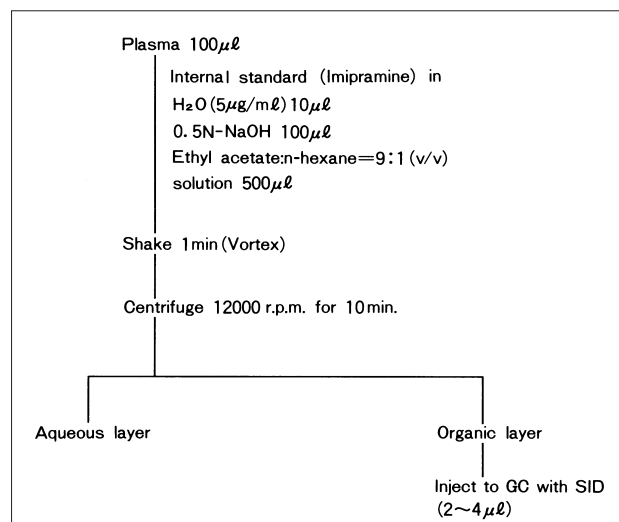 Plasma 100μℓ
Internal standard (Imipramine) in
H₂O(5μg/mℓ)10μℓ
0.5N-NaOH 100μℓ
Ethyl acetate:n-hexane=9:1(v/v)
solution 500μℓ
Shake 1min(Vortex)
Centrifuge 12000 r.p.m. for 10min.
Aqueous layer
Organic layer
Inject to GC with SID
(2~4μℓ)